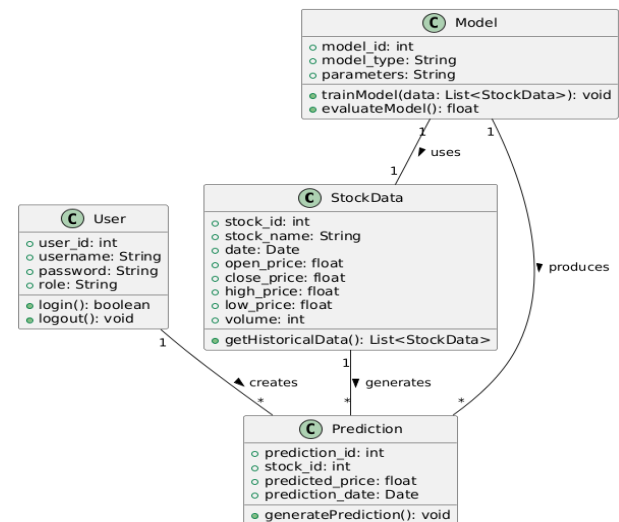 C Model
model_id: int
model_type: String
parameters: String
trainModel(data: List<StockData>): void
evaluateModel(): float
1
1
uses
1
C StockData
stock_id: int
stock_name: String
date: Date
open_price: float
close_price: float
high_price: float
low_price: float
volume: int
getHistoricalData(): List<StockData>
C User
user_id: int
username: String
password: String
role: String
login(): boolean
logout(): void
produces
1
1
creates
generates
*
*
*
C Prediction
prediction_id: int
stock_id: int
predicted_price: float
prediction_date: Date
generatePrediction(): void